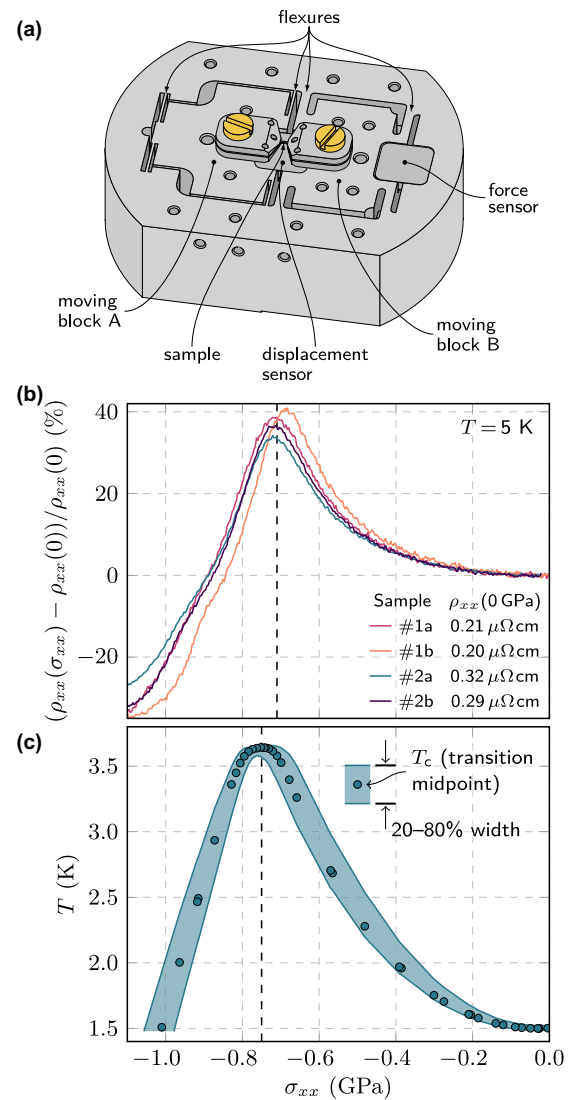 (a)
flexures
force
sensor
moving
block A
sample
displacement
sensor
moving
block B
(b)
(ρxx(σxx) − ρxx(0))/ρxx(0) (%)
40
20
0
−20
T = 5 K
Sample ρxx(0 GPa)
#1a 0.21 μΩcm
#1b 0.20 μΩcm
#2a 0.32 μΩcm
#2b 0.29 μΩcm
(c)
T (K)
3.5
3.0
2.5
2.0
1.5
Tc (transition
midpoint)
20–80% width
−1.0 −0.8 −0.6 −0.4 −0.2 0.0
σxx (GPa)